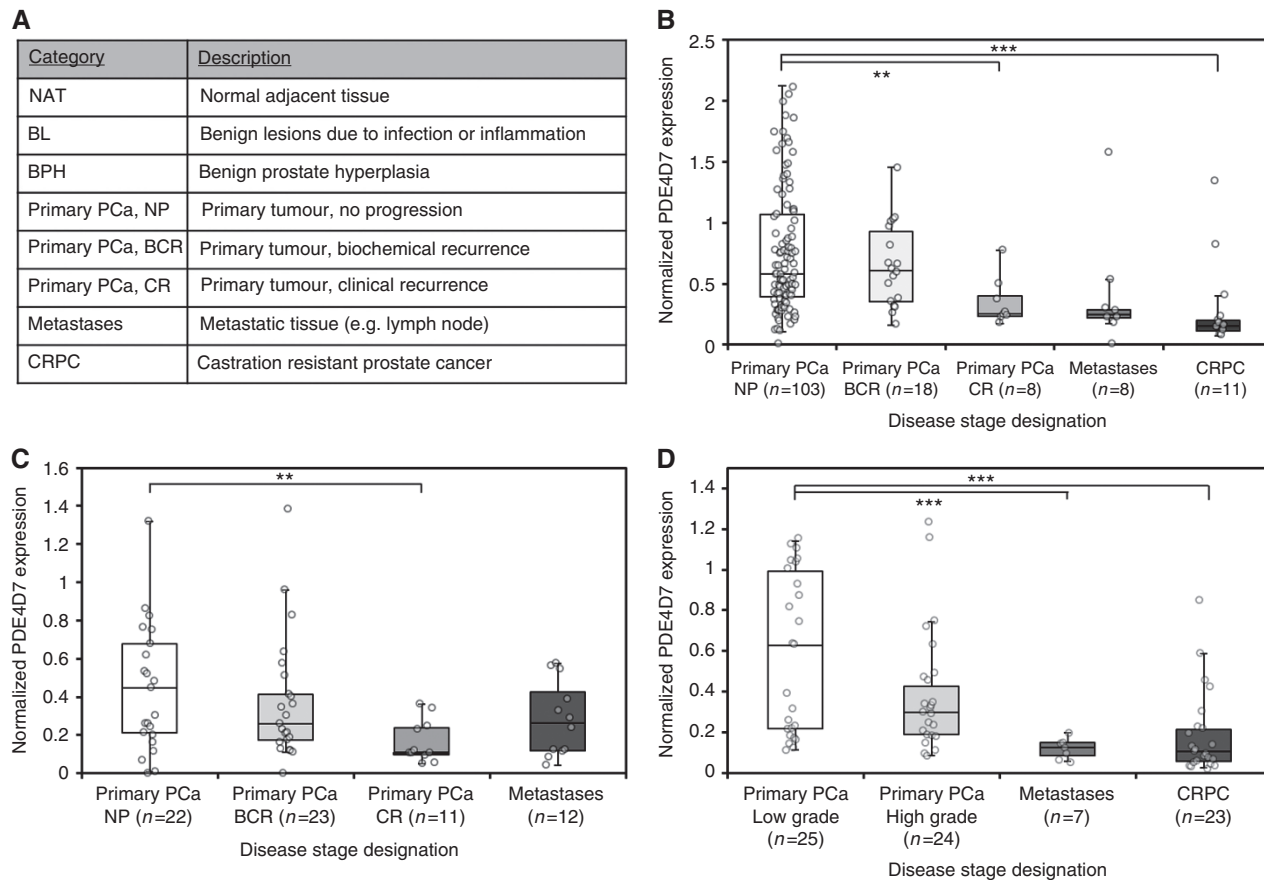 A
Category Description
NAT Normal adjacent tissue
BL Benign lesions due to infection or inflammation
BPH Benign prostate hyperplasia
Primary PCa, NP Primary tumour, no progression
Primary PCa, BCR Primary tumour, biochemical recurrence
Primary PCa, CR Primary tumour, clinical recurrence
Metastases Metastatic tissue (e.g. lymph node)
CRPC Castration resistant prostate cancer
B
Normalized PDE4D7 expression
2.5
2
1.5
1
0.5
0
***
**
Primary PCa
NP (n=103)
Primary PCa
BCR (n=18)
Primary PCa
CR (n=8)
Metastases
(n=8)
CRPC
(n=11)
Disease stage designation
C
Normalized PDE4D7 expression
1.6
1.4
1.2
1
0.8
0.6
0.4
0.2
0
**
Primary PCa
NP (n=22)
Primary PCa
BCR (n=23)
Primary PCa
CR (n=11)
Metastases
(n=12)
Disease stage designation
D
Normalized PDE4D7 expression
1.4
1.2
1
0.8
0.6
0.4
0.2
0
***
***
Primary PCa
Low grade
(n=25)
Primary PCa
High grade
(n=24)
Metastases
(n=7)
CRPC
(n=23)
Disease stage designation